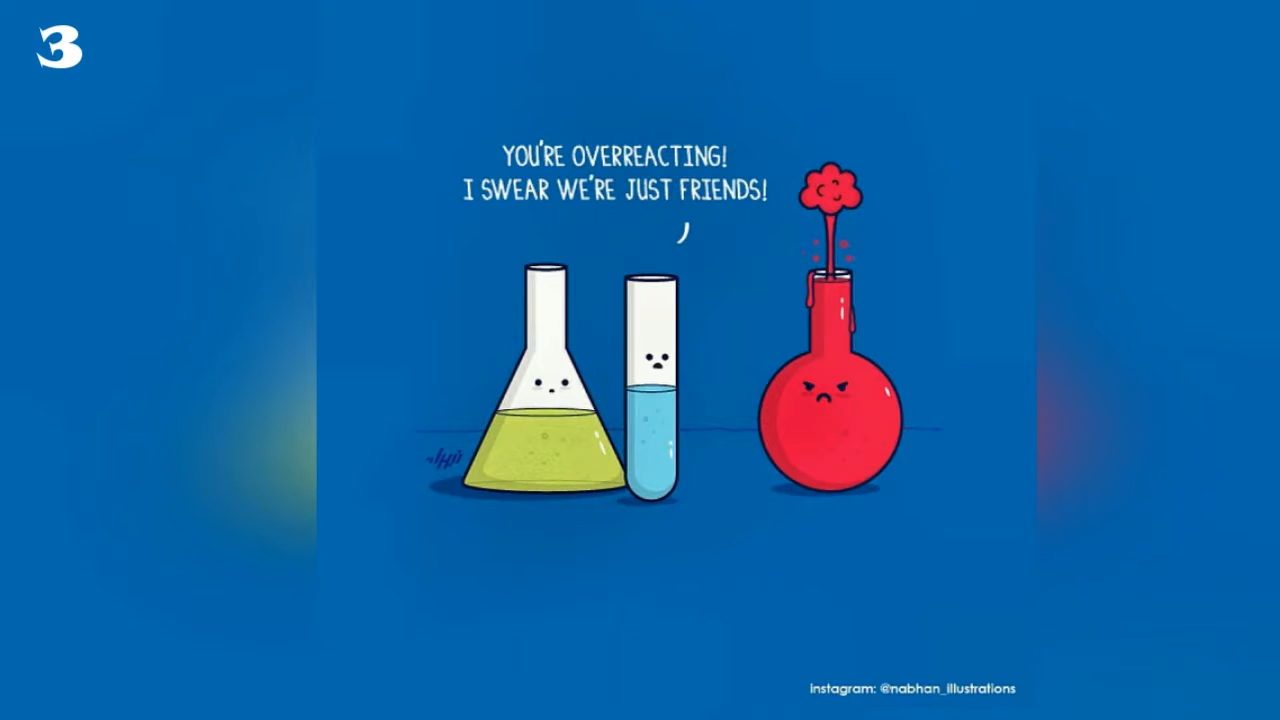 3
YOU'RE OVERREACTING!
I SWEAR WE'RE JUST FRIENDS!
Instagram: @nabhan_illustrations